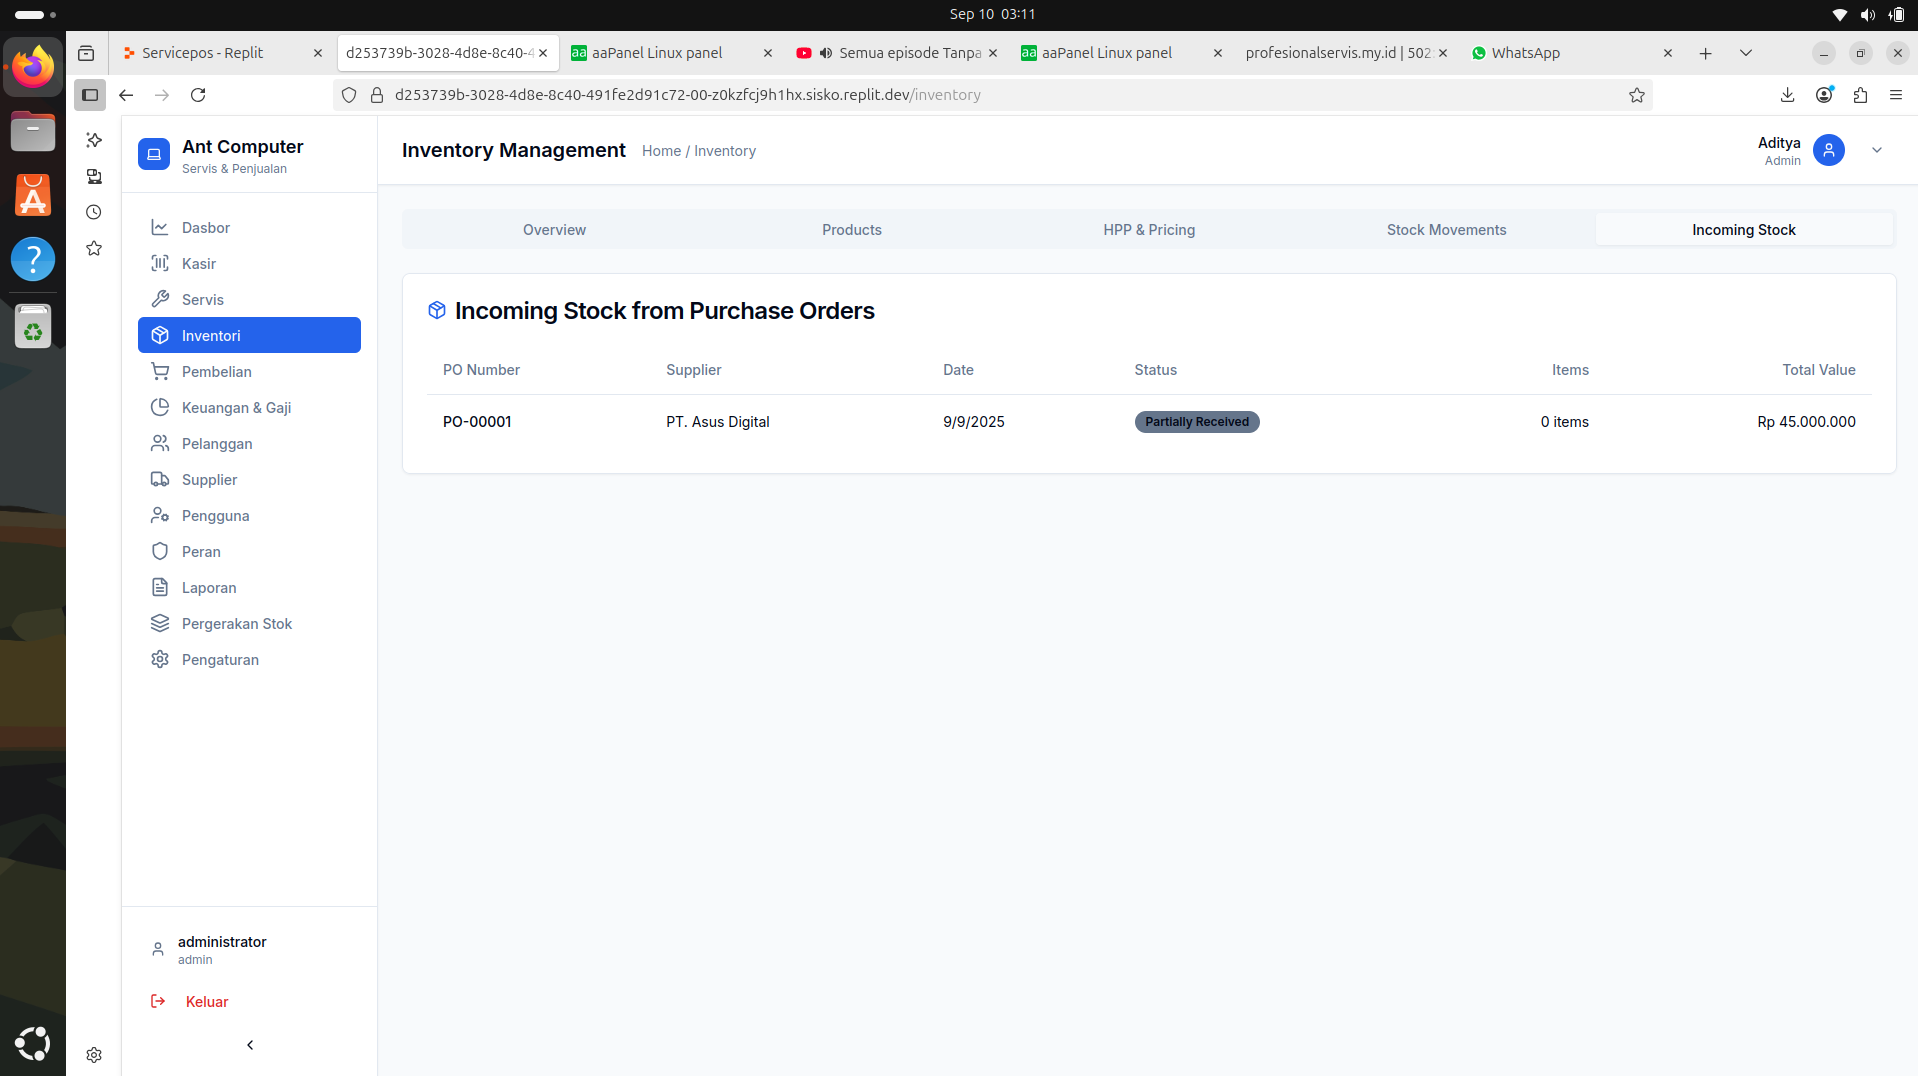 Sep 10 03:11
Servicepos - Replit
d253739b-3028-4d8e-8c40-4
aaPanel Linux panel
Semua episode Tanpa
aaPanel Linux panel
profesionalservis.my.id | 502:
WhatsApp
d253739b-3028-4d8e-8c40-491fe2d91c72-00-z0kzfcj9h1hx.sisko.replit.dev/inventory
Ant Computer
Servis & Penjualan
Dasbor
Kasir
Servis
Inventori
Pembelian
Keuangan & Gaji
Pelanggan
Supplier
Pengguna
Peran
Laporan
Pergerakan Stok
Pengaturan
administrator
admin
Keluar
Inventory Management
Home / Inventory
Aditya
Admin
Overview
Products
HPP & Pricing
Stock Movements
Incoming Stock
Incoming Stock from Purchase Orders
PO Number Supplier Date Status Items Total Value
PO-00001 PT. Asus Digital 9/9/2025 Partially Received 0 items Rp 45.000.000